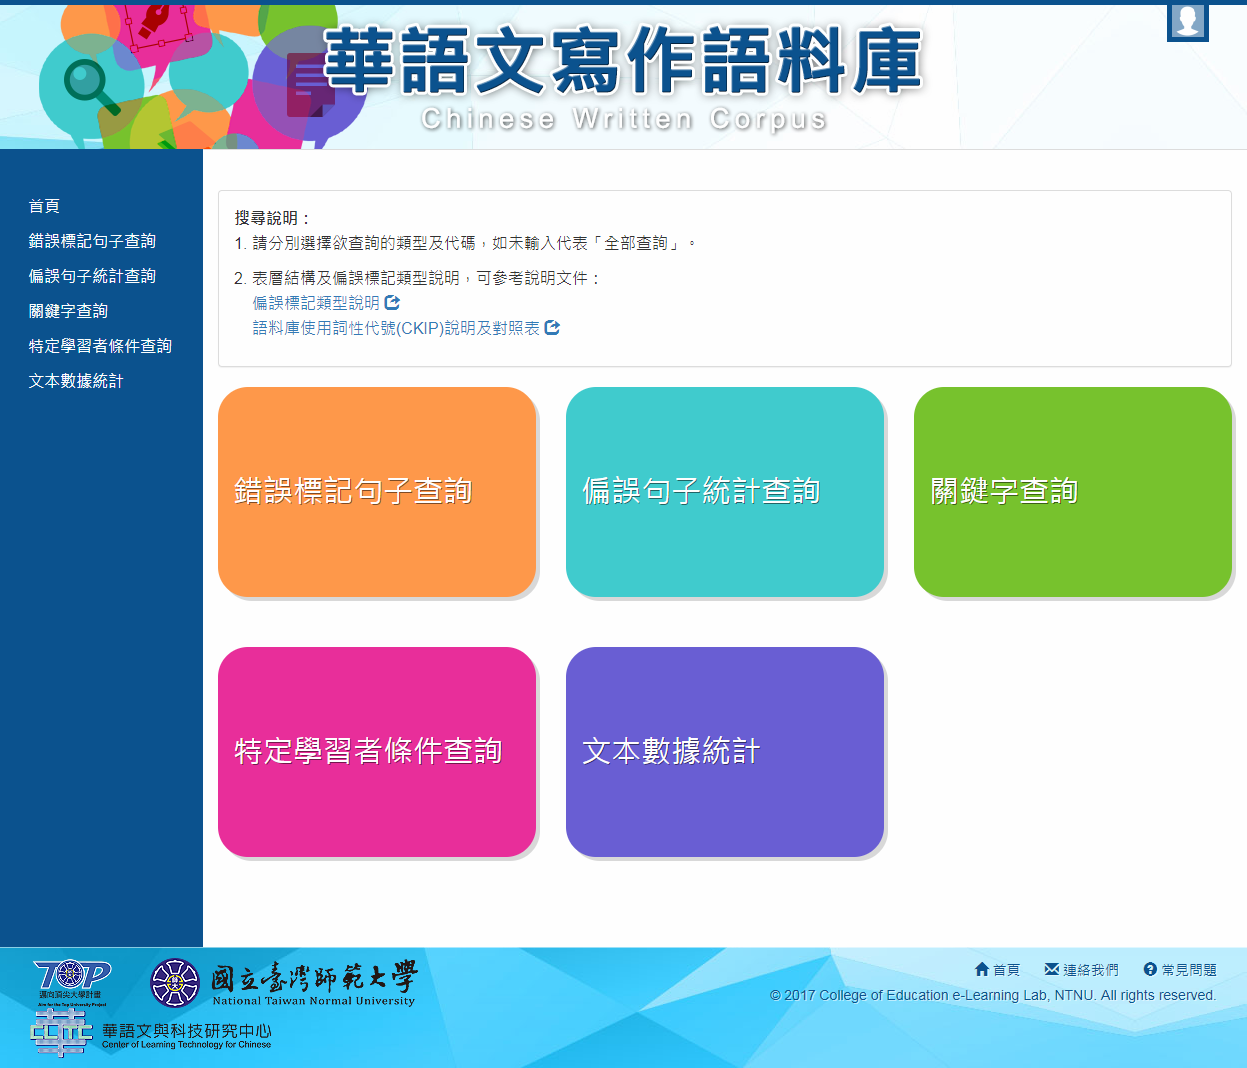 華語文寫作語料庫
Chinese Written Corpus
首頁
錯誤標記句子查詢
偏誤句子統計查詢
關鍵字查詢
特定學習者條件查詢
文本數據統計
搜尋說明：
1. 請分別選擇欲查詢的類型及代碼，如未輸入代表「全部查詢」。
2. 表層結構及偏誤標記類型說明，可參考說明文件：
偏誤標記類型說明
語料庫使用詞性代號(CKIP)說明及對照表
錯誤標記句子查詢
偏誤句子統計查詢
關鍵字查詢
特定學習者條件查詢
文本數據統計
TOP
邁向頂尖大學計畫
Aim for the Top University Project
國立臺灣師範大學
National Taiwan Normal University
華語文與科技研究中心
Center of Learning Technology for Chinese
首頁 連絡我們 常見問題
© 2017 College of Education e-Learning Lab, NTNU. All rights reserved.